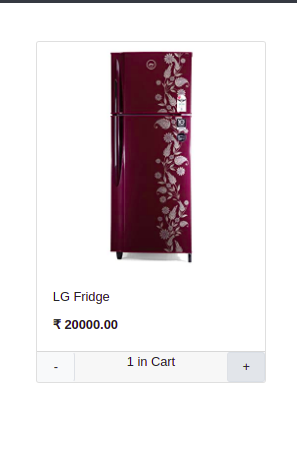 LG Fridge
₹ 20000.00
- 1 in Cart +